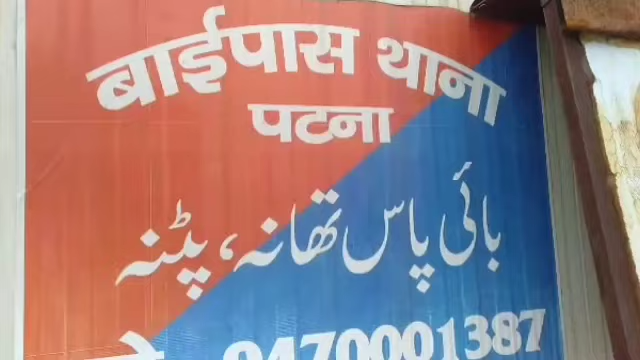 बाईपास थाना
पटना
بائی پاس تھانہ، پٹنہ
9470001387